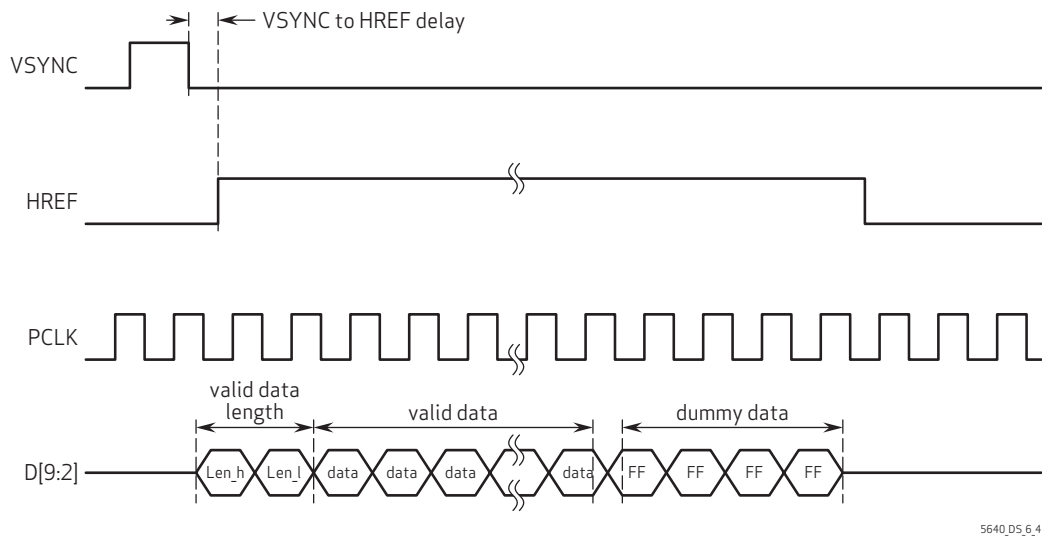 VSYNC to HREF delay
VSYNC
HREF
PCLK
valid data
length
valid data
dummy data
D[9:2]
Len_h
Len_l
data
data
data
data
FF
FF
FF
FF
5640_DS_6_4